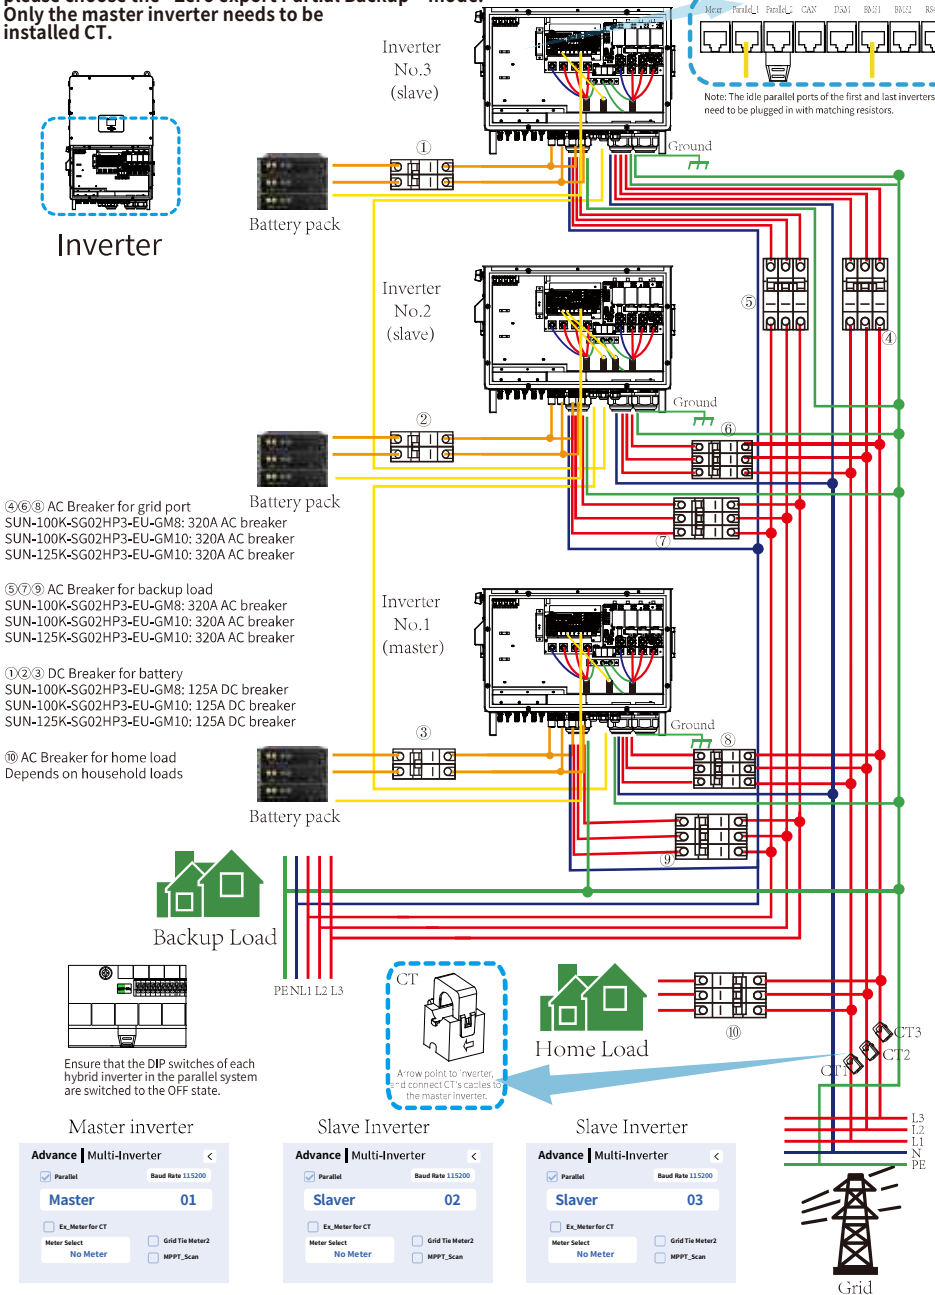 please choose the "Zero export Partial Backup" mode.
Only the master inverter needs to be
installed CT.
Meter Parallel_1 Parallel_2 CAN DRM BMS1 BMS2
Note: The idle parallel ports of the first and last inverters
need to be plugged in with matching resistors.
Inverter
No.3
(slave)
Ground
①
Battery pack
Inverter
Inverter
No.2
(slave)
⑤
④
Ground
②
⑥
Battery pack
⑦
④⑥⑧ AC Breaker for grid port
SUN-100K-SG02HP3-EU-GM8: 320A AC breaker
SUN-100K-SG02HP3-EU-GM10: 320A AC breaker
SUN-125K-SG02HP3-EU-GM10: 320A AC breaker
⑤⑦⑨ AC Breaker for backup load
SUN-100K-SG02HP3-EU-GM8: 320A AC breaker
SUN-100K-SG02HP3-EU-GM10: 320A AC breaker
SUN-125K-SG02HP3-EU-GM10: 320A AC breaker
①②③ DC Breaker for battery
SUN-100K-SG02HP3-EU-GM8: 125A DC breaker
SUN-100K-SG02HP3-EU-GM10: 125A DC breaker
SUN-125K-SG02HP3-EU-GM10: 125A DC breaker
⑩ AC Breaker for home load
Depends on household loads
Inverter
No.1
(master)
Ground
③
⑧
Battery pack
⑨
Backup Load
PE N L1 L2 L3
CT
Arrow point to inverter,
and connect CT's cables to
the master inverter.
Home Load
⑩
CT3
CT2
CT1
Ensure that the DIP switches of each
hybrid inverter in the parallel system
are switched to the OFF state.
L3
L2
L1
N
PE
Grid
Master inverter
Advance Multi-Inverter <
Parallel Baud Rate 115200
Master 01
Ex_Meter for CT
Meter Select Grid Tie Meter2
No Meter MPPT_Scan
Slave Inverter
Advance Multi-Inverter <
Parallel Baud Rate 115200
Slaver 02
Ex_Meter for CT
Meter Select Grid Tie Meter2
No Meter MPPT_Scan
Slave Inverter
Advance Multi-Inverter <
Parallel Baud Rate 115200
Slaver 03
Ex_Meter for CT
Meter Select Grid Tie Meter2
No Meter MPPT_Scan